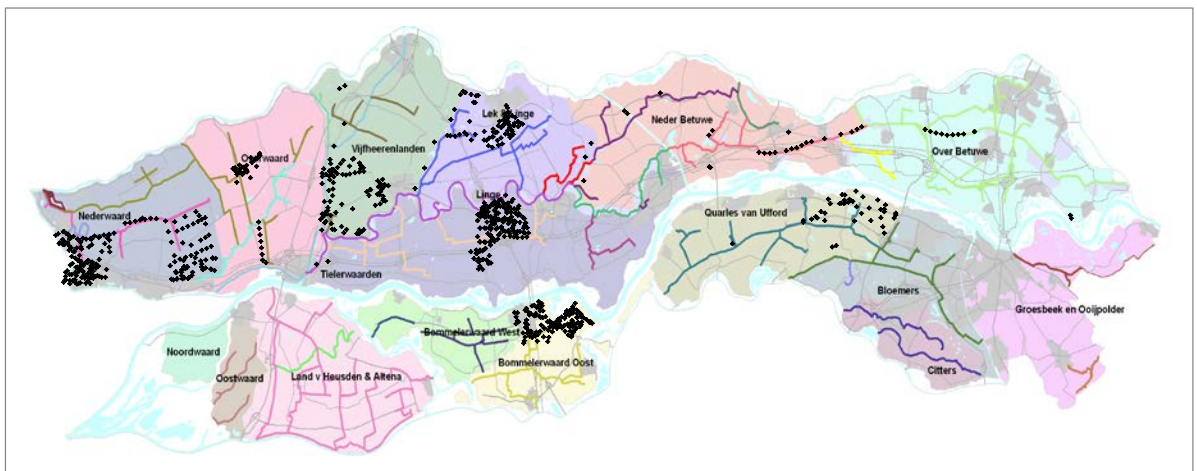 Lek & Linge
Neder Betuwe
Vijfheerenlanden
Over Betuwe
Overwaard
Linge
Nederwaard
Quarles van Ufford
Tielerwaarden
Bloemers
Groesbeek en Ooijpolder
Bommelerwaard West
Noordwaard
Bommelerwaard Oost
Citters
Oostwaard
Land v Heusden & Altena